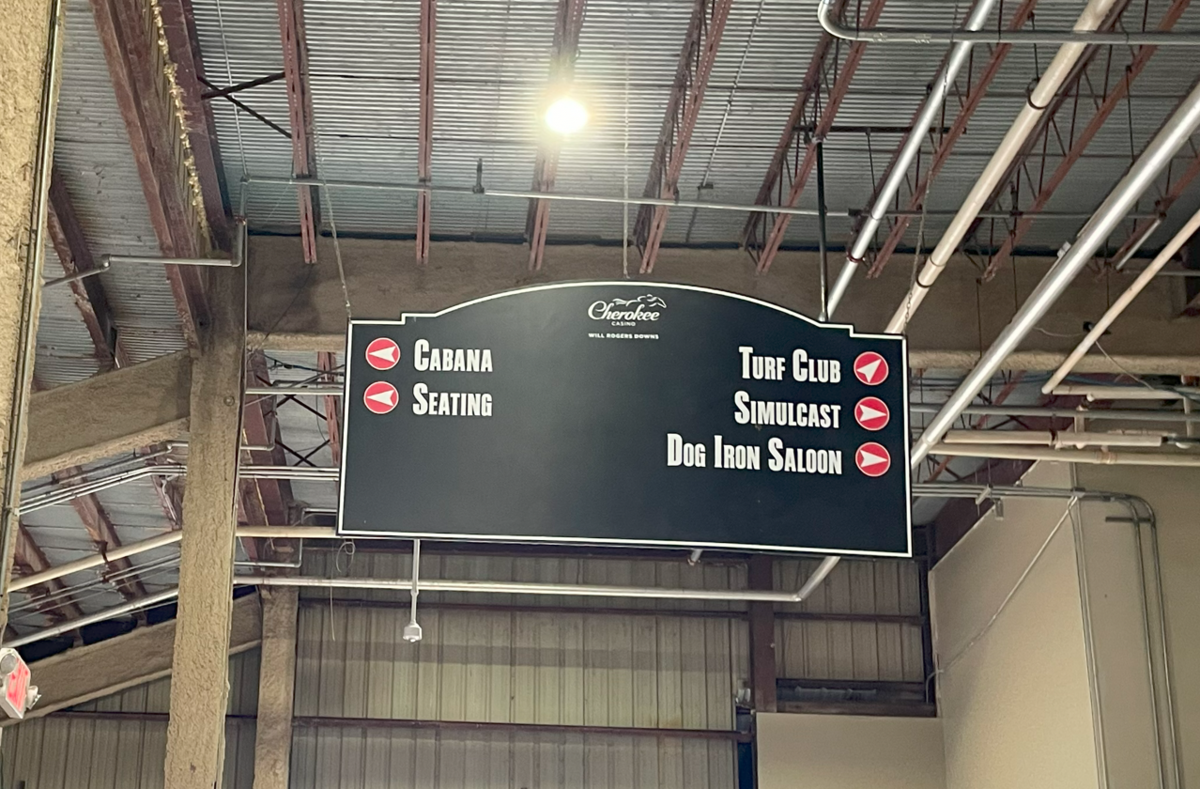 Cherokee
CASINO
WILL ROGERS DOWNS
CABANA
SEATING
TURF CLUB
SIMULCAST
DOG IRON SALOON